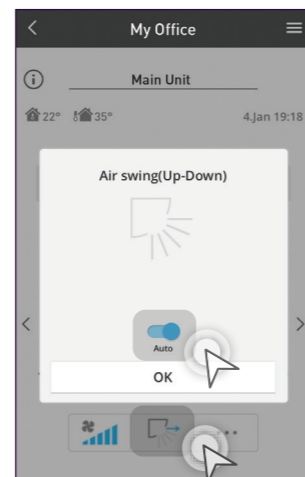 My Office
Main Unit
22° 35° 4.Jan 19:18
Air swing(Up-Down)
Auto
OK